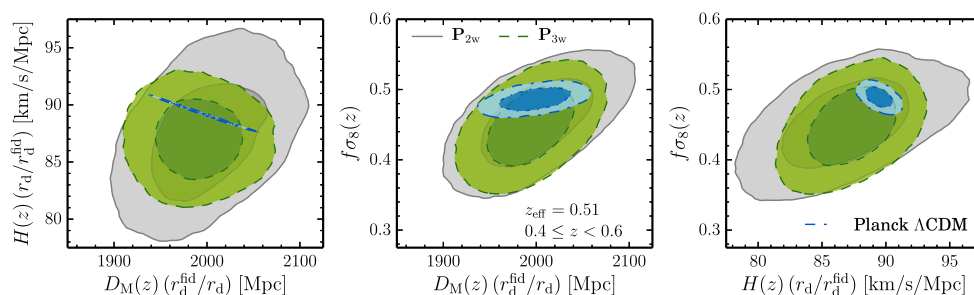 95
90
85
80
H(z) (r_d/r_d^fid) [km/s/Mpc]
1900 2000 2100
D_M(z) (r_d^fid/r_d) [Mpc]
0.6
0.5
0.4
0.3
fσ_8(z)
P_2w P_3w
z_eff = 0.51
0.4 ≤ z < 0.6
1900 2000 2100
D_M(z) (r_d^fid/r_d) [Mpc]
0.6
0.5
0.4
0.3
fσ_8(z)
Planck ΛCDM
80 85 90 95
H(z) (r_d/r_d^fid) [km/s/Mpc]